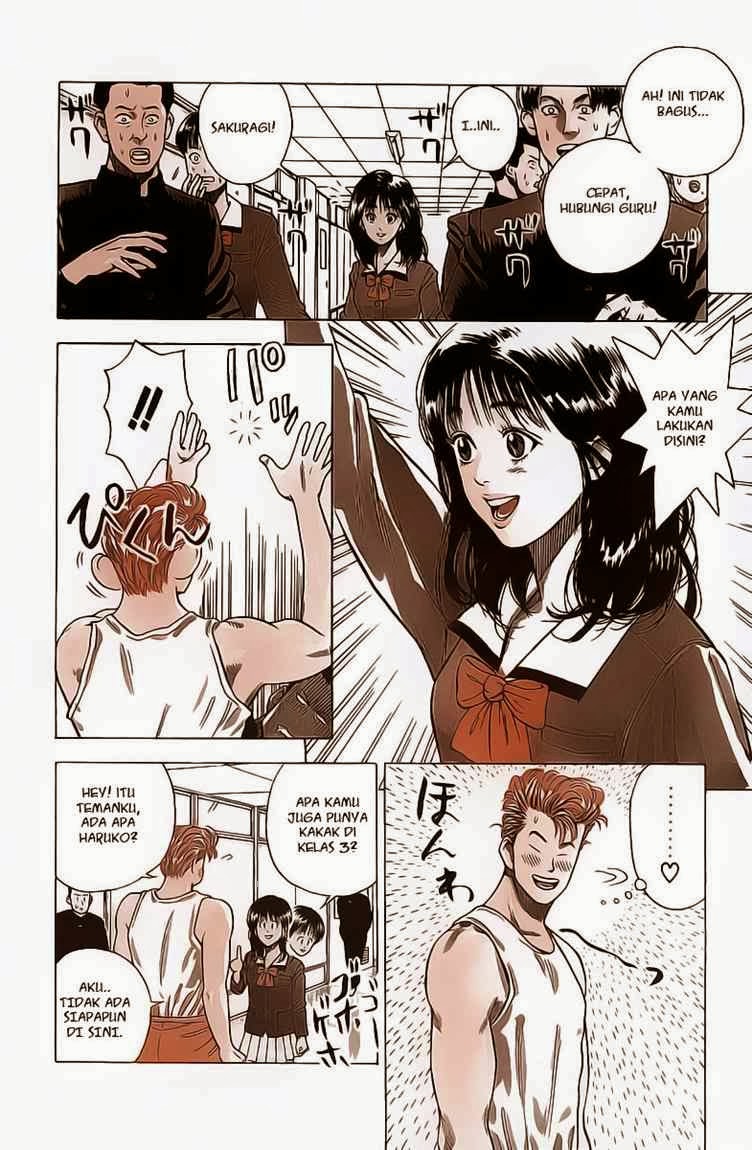 AH! INI TIDAK
BAGUS...
CEPAT,
HUBUNGI GURU!
I..INI..
SAKURAGI!
ザワ
ザワ
ザワ
ザワ
ザワ
APA YANG
KAMU
LAKUKAN
DISINI?
!!
パッ
ぴくん
APA KAMU
JUGA PUNYA
KAKAK DI
KELAS 3?
HEY! ITU
TEMANKU,
ADA APA
HARUKO?
AKU..
TIDAK ADA
SIAPAPUN
DI SINI.
ほんわ
.........♡